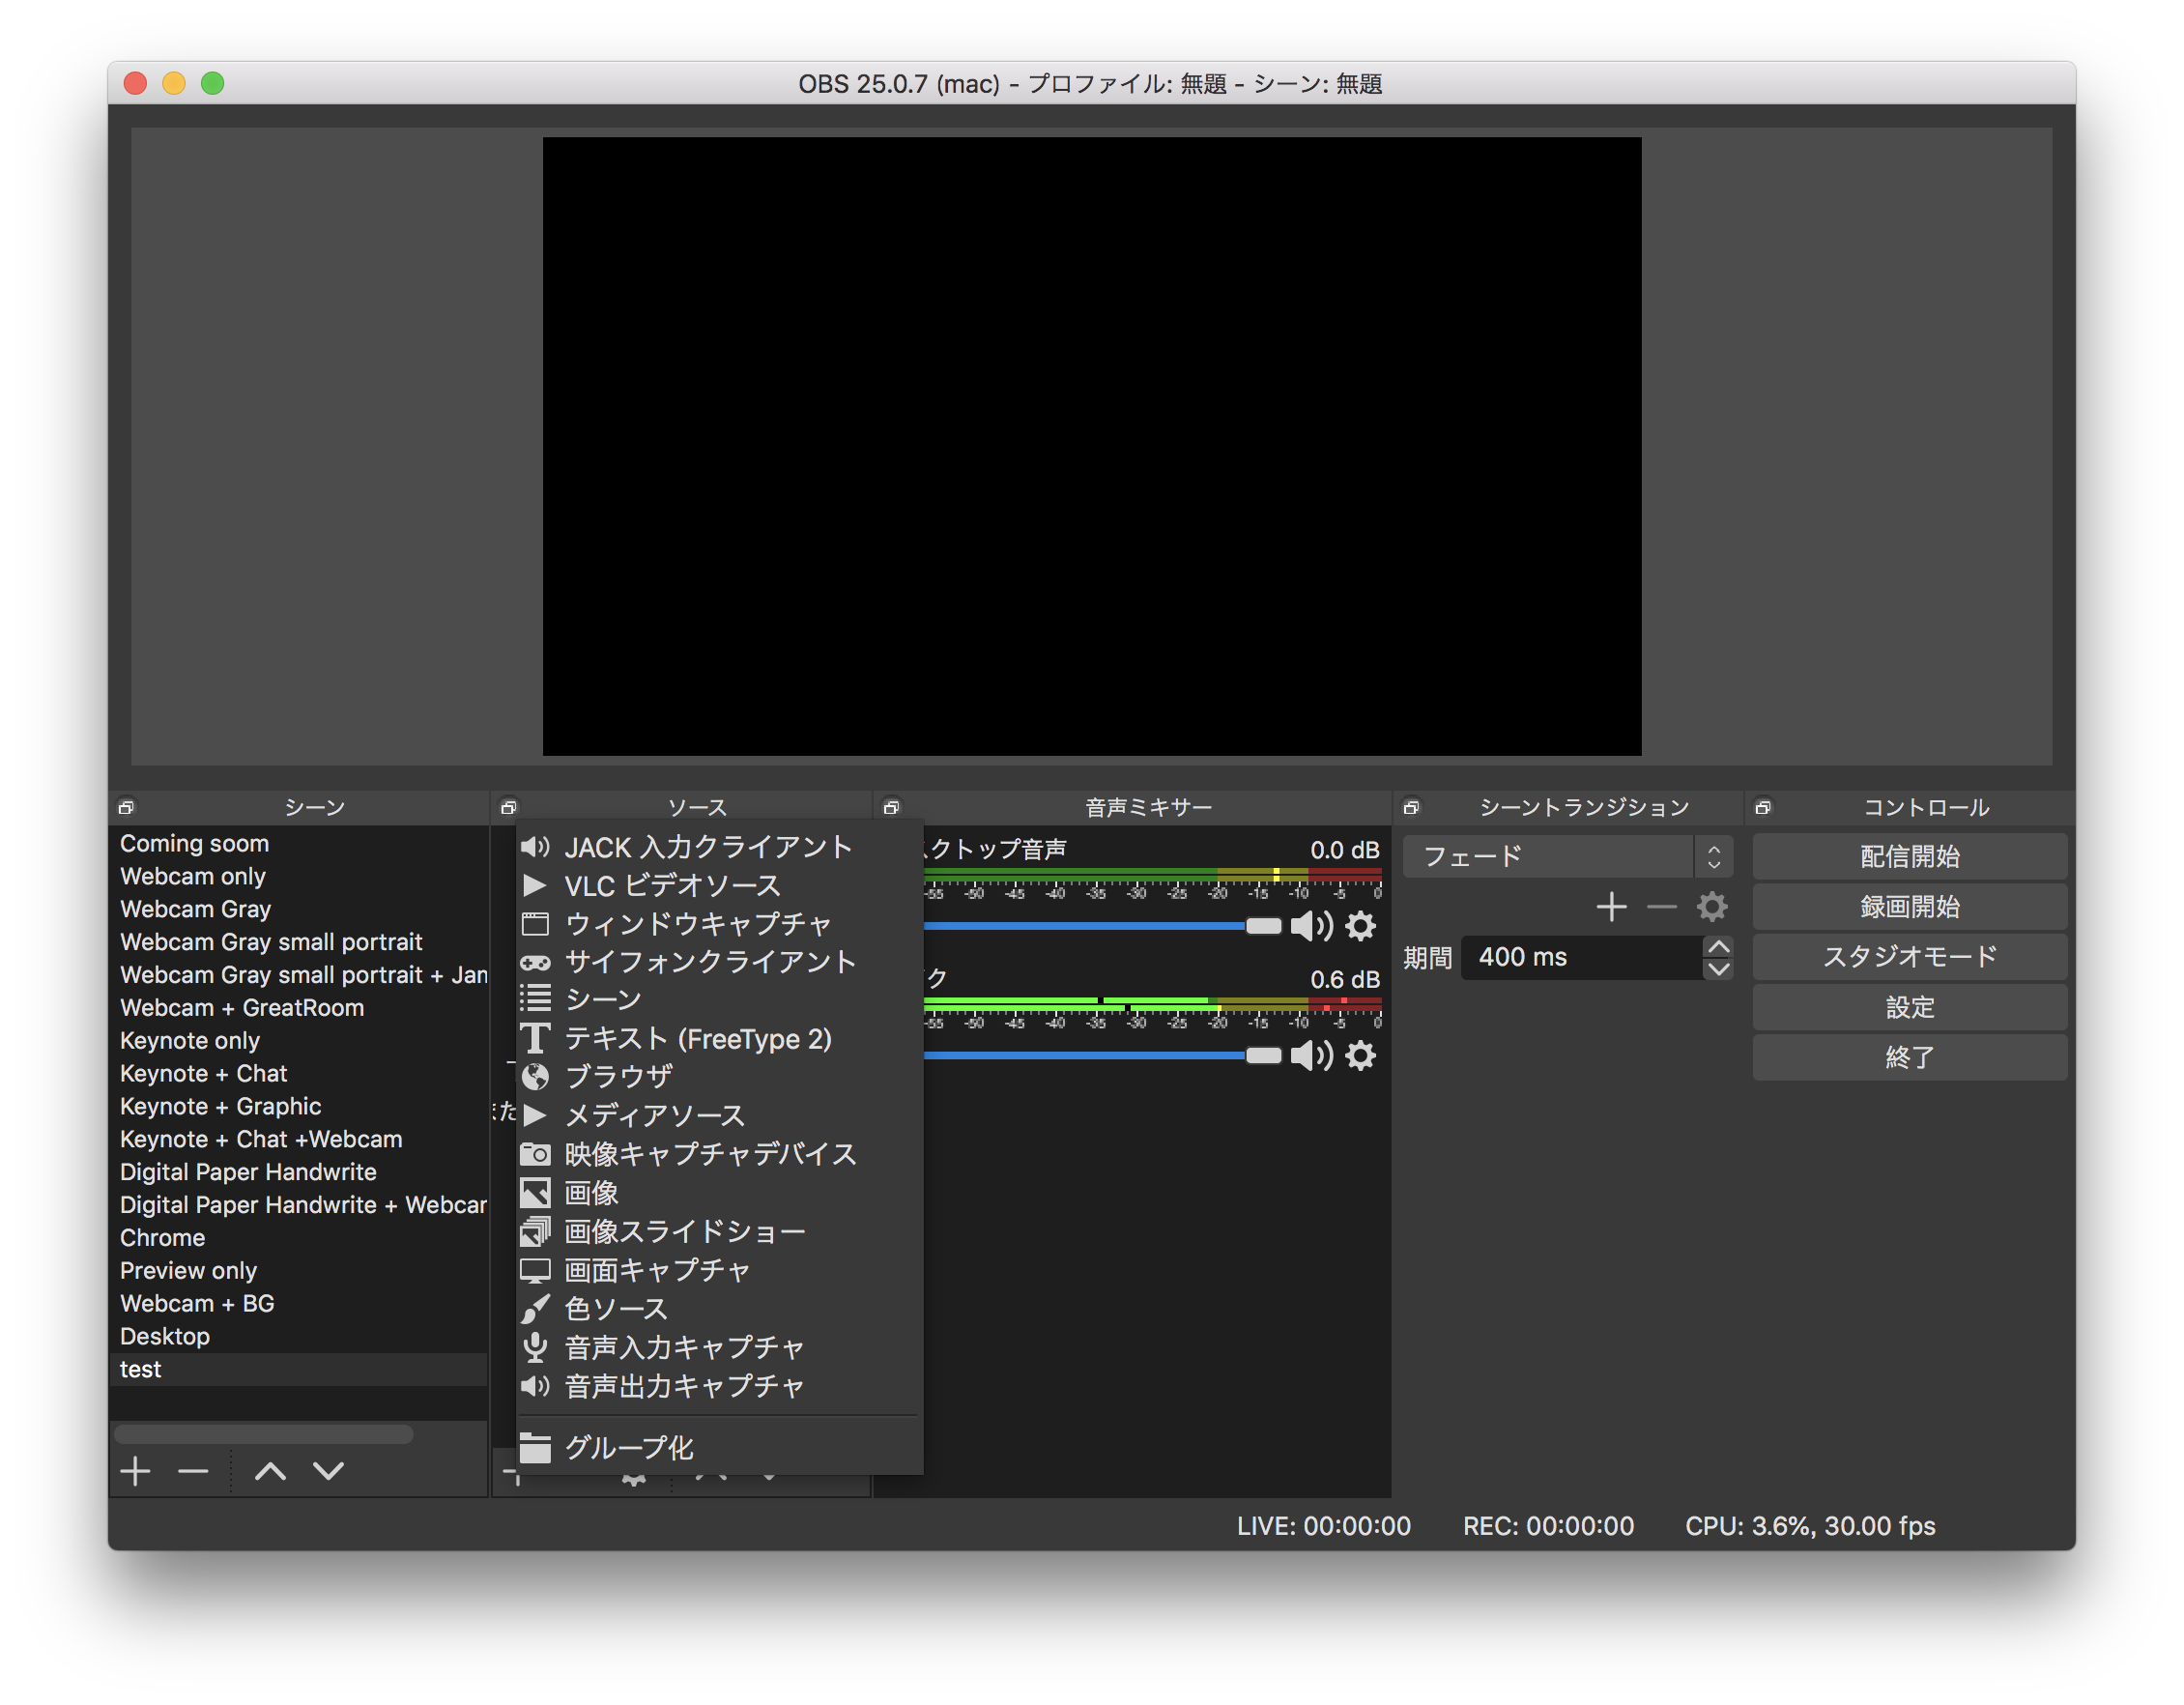 OBS 25.0.7 (mac) - プロファイル: 無題 - シーン: 無題
シーン
Coming soom
Webcam only
Webcam Gray
Webcam Gray small portrait
Webcam Gray small portrait + Jan
Webcam + GreatRoom
Keynote only
Keynote + Chat
Keynote + Graphic
Keynote + Chat +Webcam
Digital Paper Handwrite
Digital Paper Handwrite + Webcar
Chrome
Preview only
Webcam + BG
Desktop
test
ソース
JACK 入力クライアント
VLC ビデオソース
ウィンドウキャプチャ
サイフォンクライアント
シーン
テキスト (FreeType 2)
ブラウザ
メディアソース
映像キャプチャデバイス
画像
画像スライドショー
画面キャプチャ
色ソース
音声入力キャプチャ
音声出力キャプチャ
グループ化
音声ミキサー
スクトップ音声 0.0 dB
-55 -50 -45 -40 -35 -30 -25 -20 -15 -10 -5 0
ク 0.6 dB
-55 -50 -45 -40 -35 -30 -25 -20 -15 -10 -5 0
シーントランジション
フェード
期間 400 ms
コントロール
配信開始
録画開始
スタジオモード
設定
終了
LIVE: 00:00:00 REC: 00:00:00 CPU: 3.6%, 30.00 fps